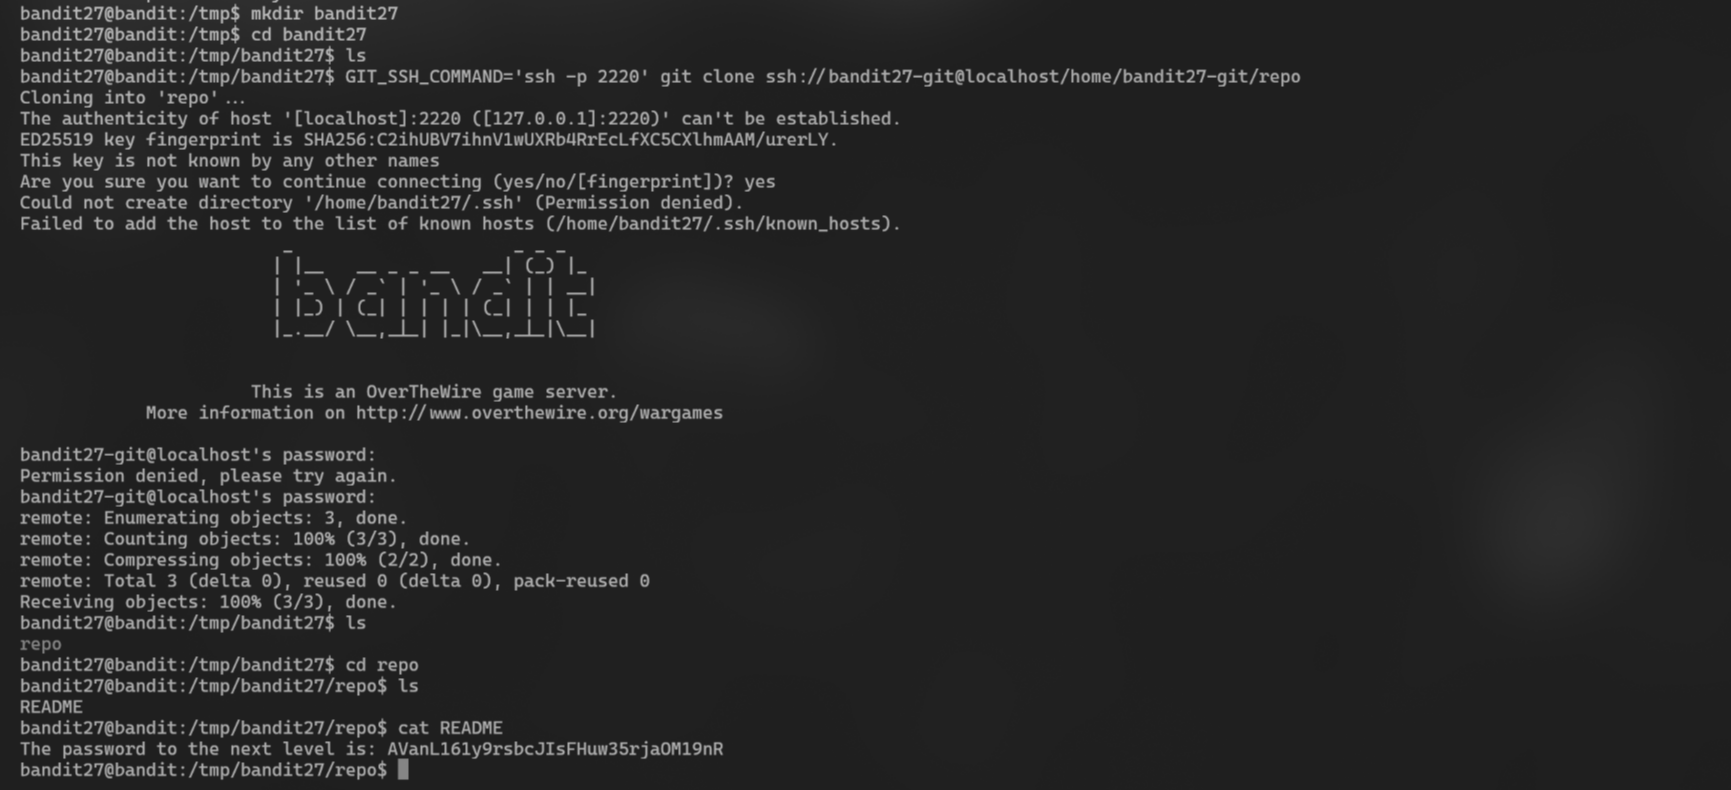 bandit27@bandit:/tmp$ mkdir bandit27
bandit27@bandit:/tmp$ cd bandit27
bandit27@bandit:/tmp/bandit27$ ls
bandit27@bandit:/tmp/bandit27$ GIT_SSH_COMMAND='ssh -p 2220' git clone ssh://bandit27-git@localhost/home/bandit27-git/repo
Cloning into 'repo'...
The authenticity of host '[localhost]:2220 ([127.0.0.1]:2220)' can't be established.
ED25519 key fingerprint is SHA256:C2ihUBV7ihnV1wUXRb4RrEcLfXC5CXlhmAAM/urerLY.
This key is not known by any other names
Are you sure you want to continue connecting (yes/no/[fingerprint])? yes
Could not create directory '/home/bandit27/.ssh' (Permission denied).
Failed to add the host to the list of known hosts (/home/bandit27/.ssh/known_hosts).
bandit
This is an OverTheWire game server.
More information on http://www.overthewire.org/wargames
bandit27-git@localhost's password:
Permission denied, please try again.
bandit27-git@localhost's password:
remote: Enumerating objects: 3, done.
remote: Counting objects: 100% (3/3), done.
remote: Compressing objects: 100% (2/2), done.
remote: Total 3 (delta 0), reused 0 (delta 0), pack-reused 0
Receiving objects: 100% (3/3), done.
bandit27@bandit:/tmp/bandit27$ ls
repo
bandit27@bandit:/tmp/bandit27$ cd repo
bandit27@bandit:/tmp/bandit27/repo$ ls
README
bandit27@bandit:/tmp/bandit27/repo$ cat README
The password to the next level is: AVanL161y9rsbcJIsFHuw35rjaOM19nR
bandit27@bandit:/tmp/bandit27/repo$